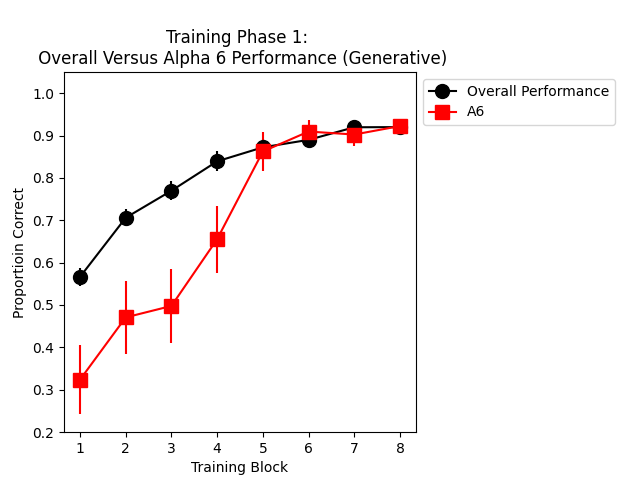 Training Phase 1:
Overall Versus Alpha 6 Performance (Generative)
Overall Performance
A6
Proportioin Correct
1.0
0.9
0.8
0.7
0.6
0.5
0.4
0.3
0.2
1 2 3 4 5 6 7 8
Training Block